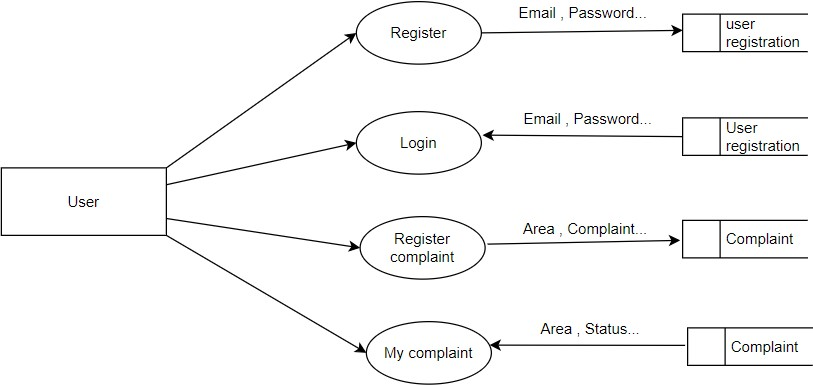 Email , Password...
Register
user
registration
Email , Password...
Login
User
registration
User
Area , Complaint...
Register
complaint
Complaint
Area , Status...
My complaint
Complaint